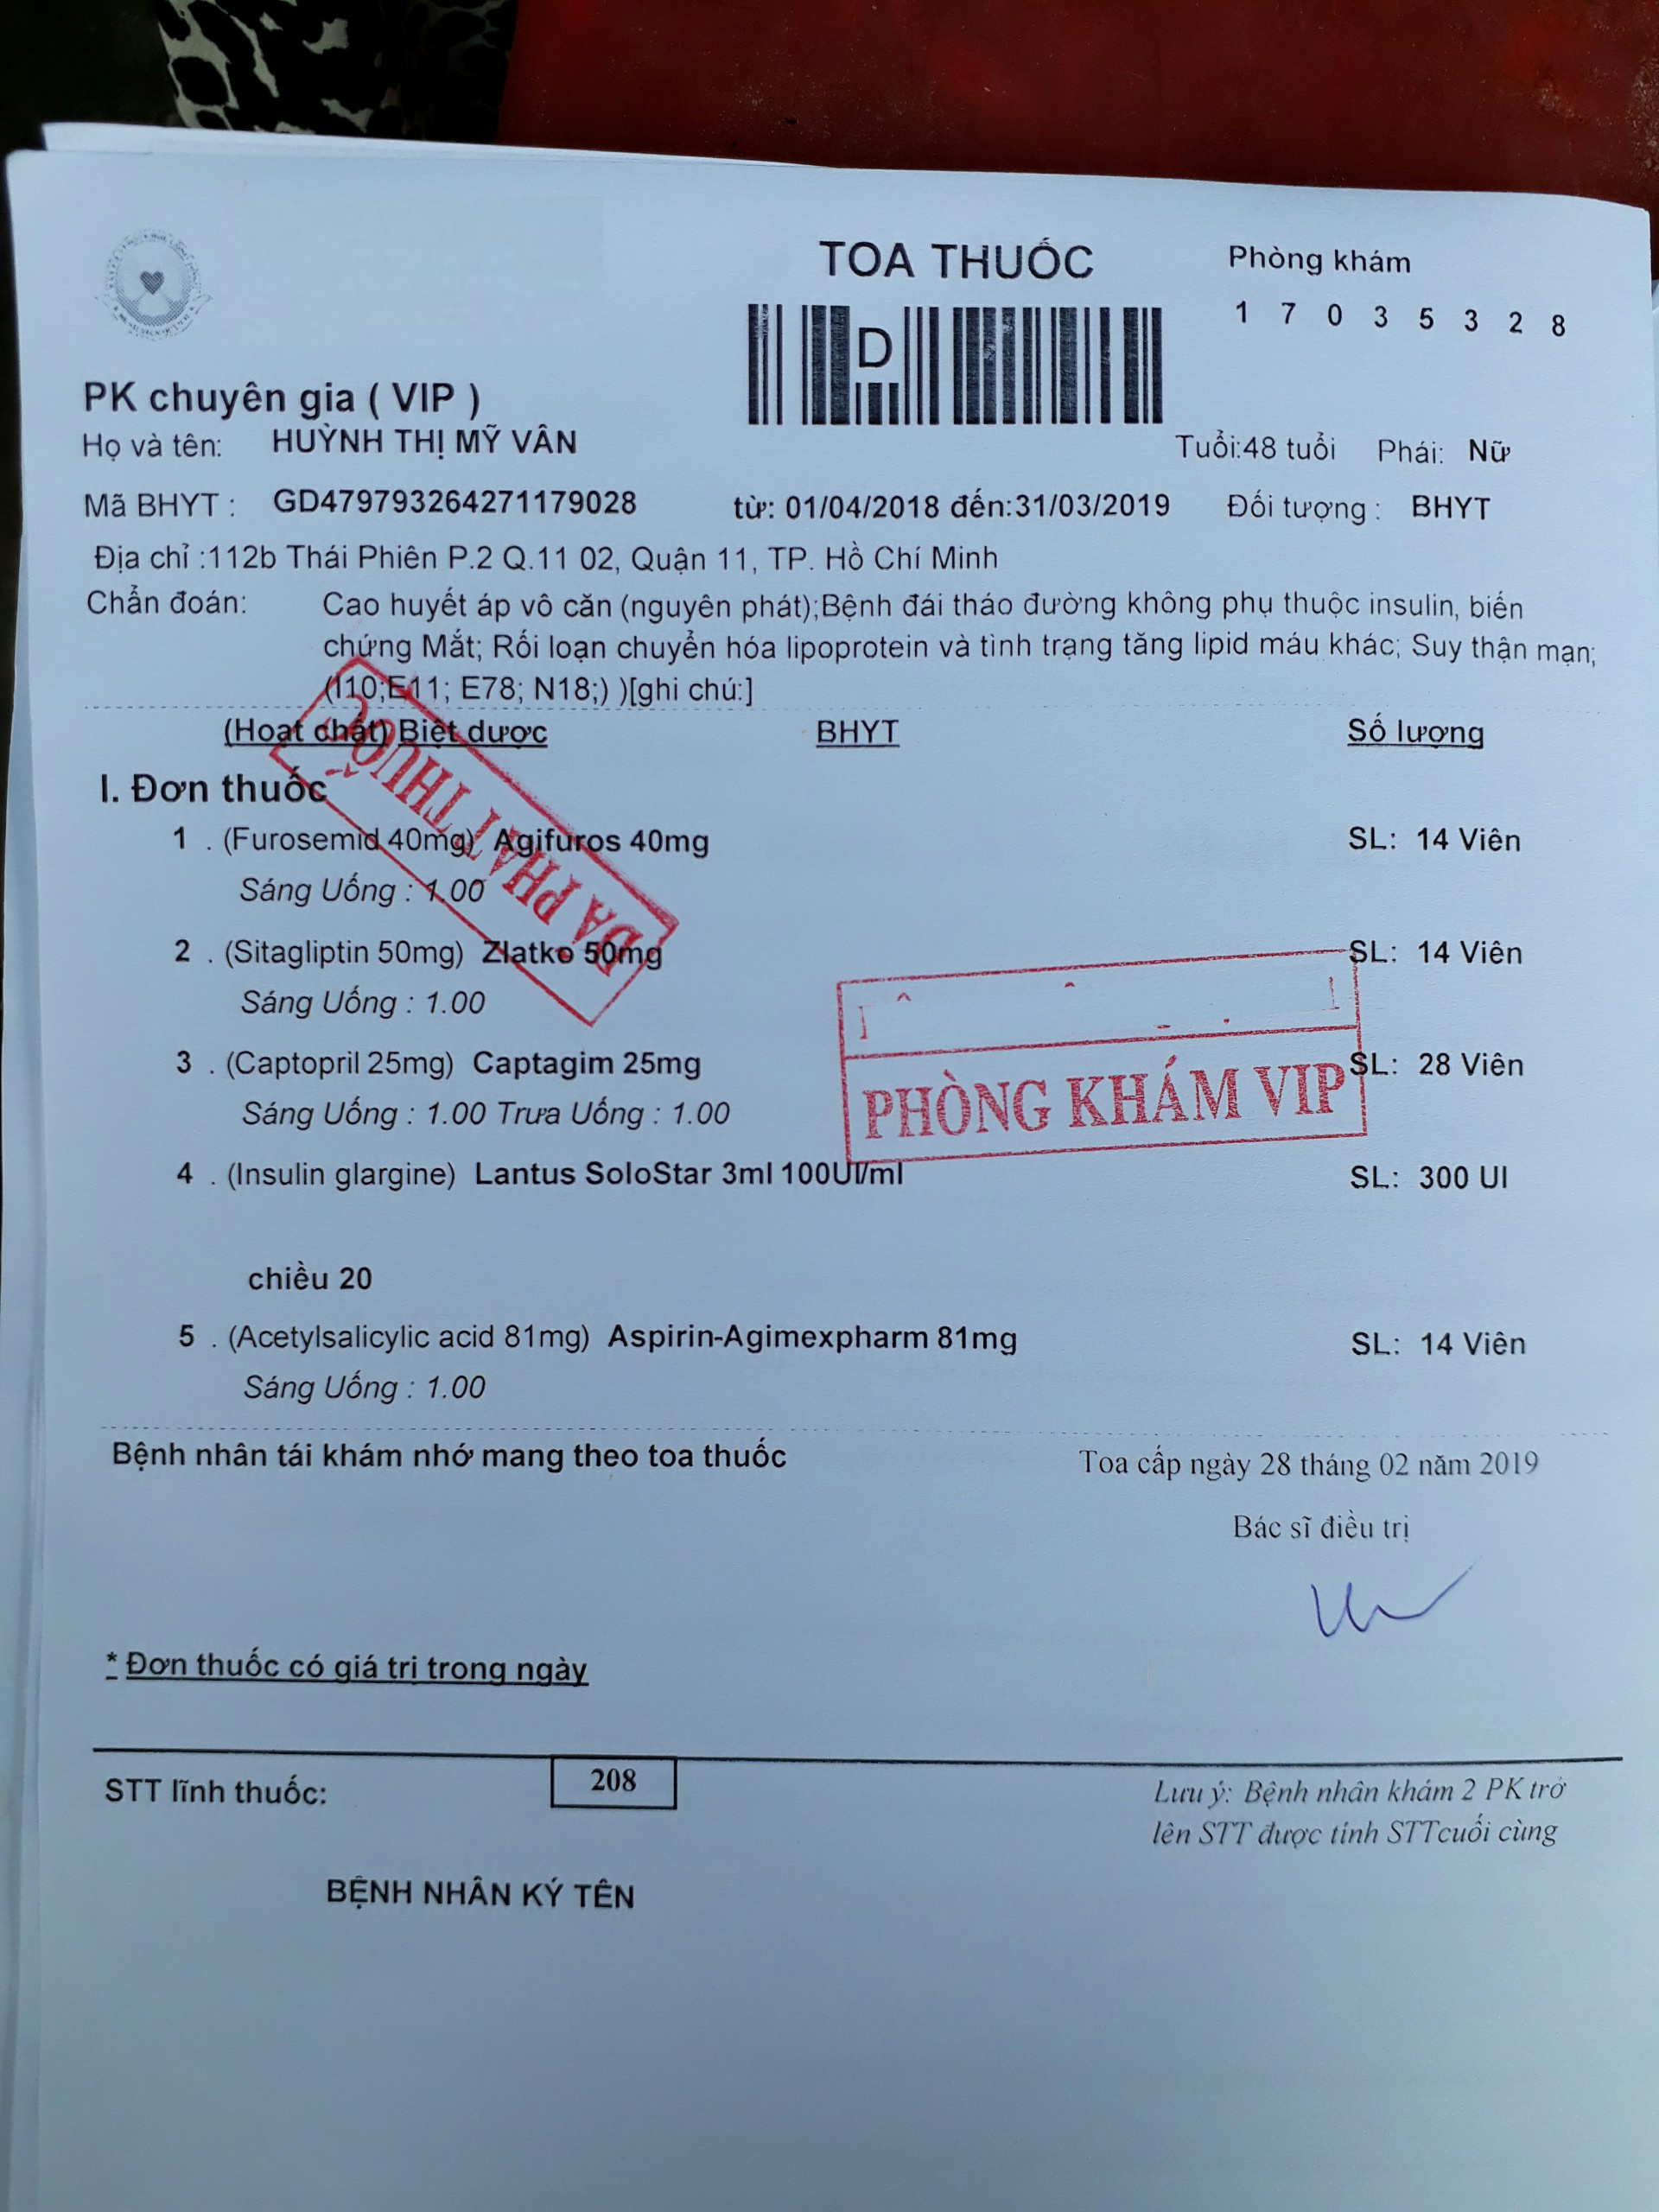 TOA THUỐC
Phòng khám
1 7 0 3 5 3 2 8
D
PK chuyên gia ( VIP )
Họ và tên: HUỲNH THỊ MỸ VÂN Tuổi:48 tuổi Phái: Nữ
Mã BHYT : GD479793264271179028 từ: 01/04/2018 đến:31/03/2019 Đối tượng : BHYT
Địa chỉ :112b Thái Phiên P.2 Q.11 02, Quận 11, TP. Hồ Chí Minh
Chẩn đoán: Cao huyết áp vô căn (nguyên phát);Bệnh đái tháo đường không phụ thuộc insulin, biến
chứng Mắt; Rối loạn chuyển hóa lipoprotein và tình trạng tăng lipid máu khác; Suy thận mạn;
(I10;E11; E78; N18;) )[ghi chú:]
(Hoạt chất) Biệt dược BHYT Số lượng
I. Đơn thuốc
1 . (Furosemid 40mg) Agifuros 40mg SL: 14 Viên
Sáng Uống : 1.00
ĐÃ PHÁT THUỐC
2 . (Sitagliptin 50mg) Zlatko 50mg SL: 14 Viên
Sáng Uống : 1.00
3 . (Captopril 25mg) Captagim 25mg SL: 28 Viên
Sáng Uống : 1.00 Trưa Uống : 1.00
PHÒNG KHÁM VIP
4 . (Insulin glargine) Lantus SoloStar 3ml 100UI/ml SL: 300 UI
chiều 20
5 . (Acetylsalicylic acid 81mg) Aspirin-Agimexpharm 81mg SL: 14 Viên
Sáng Uống : 1.00
Bệnh nhân tái khám nhớ mang theo toa thuốc
Toa cấp ngày 28 tháng 02 năm 2019
Bác sĩ điều trị
* Đơn thuốc có giá trị trong ngày
STT lĩnh thuốc: 208
Lưu ý: Bệnh nhân khám 2 PK trở
lên STT được tính STTcuối cùng
BỆNH NHÂN KÝ TÊN